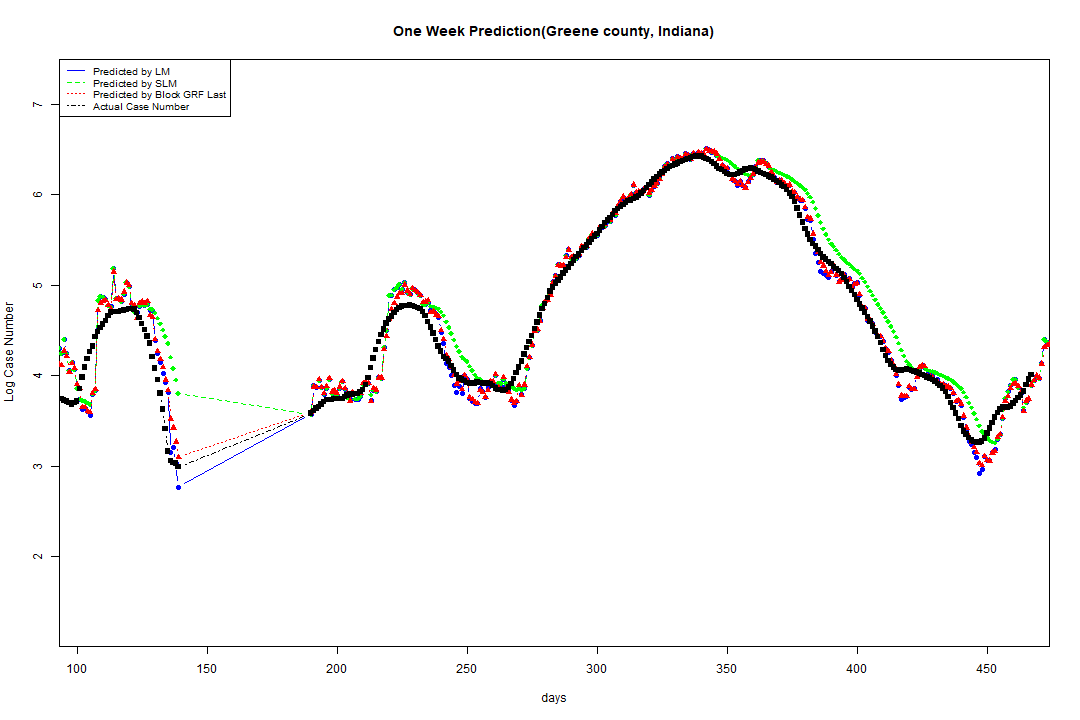 One Week Prediction(Greene county, Indiana)
Predicted by LM
Predicted by SLM
Predicted by Block GRF Last
Actual Case Number
7
6
5
4
3
2
Log Case Number
100 150 200 250 300 350 400 450
days